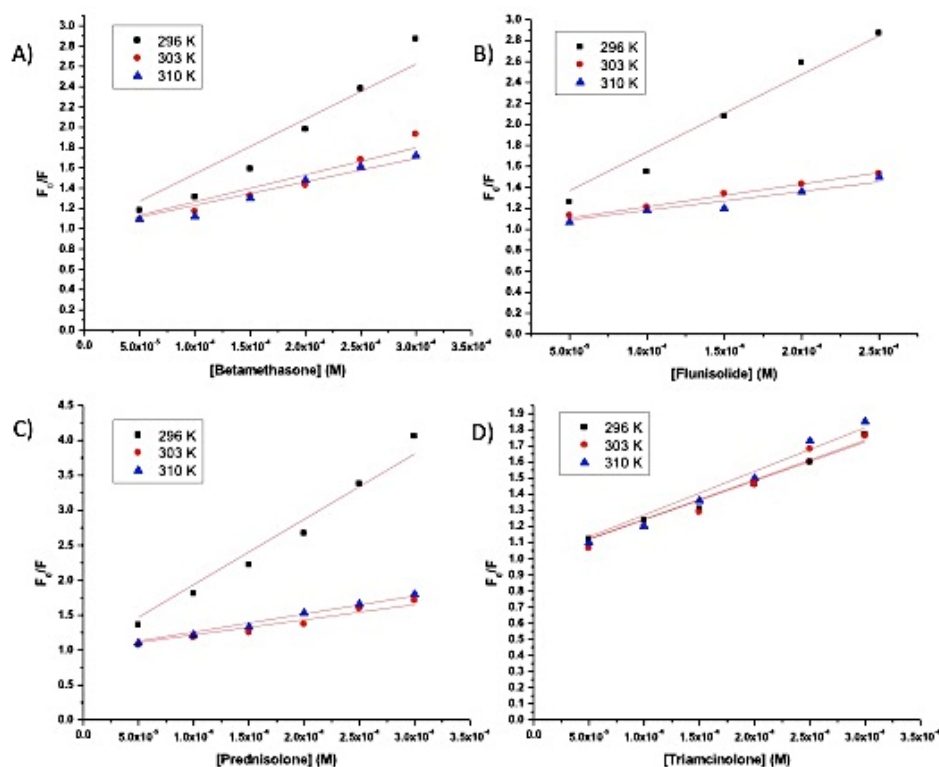 A)
3.0
2.8
2.6
2.4
2.2
2.0
1.8
1.6
1.4
1.2
1.0
0.8
0.6
0.4
0.2
0.0
F₀/F
296 K
303 K
310 K
0.0 5.0x10⁻⁵ 1.0x10⁻⁴ 1.5x10⁻⁴ 2.0x10⁻⁴ 2.5x10⁻⁴ 3.0x10⁻⁴ 3.5x10⁻⁴
[Betamethasone] (M)
B)
3.0
2.8
2.6
2.4
2.2
2.0
1.8
1.6
1.4
1.2
1.0
0.8
0.6
0.4
0.2
0.0
F₀/F
296 K
303 K
310 K
5.0x10⁻⁵ 1.0x10⁻⁴ 1.5x10⁻⁴ 2.0x10⁻⁴ 2.5x10⁻⁴
[Flunisolide] (M)
C)
4.5
4.0
3.5
3.0
2.5
2.0
1.5
1.0
0.5
0.0
F₀/F
296 K
303 K
310 K
0.0 5.0x10⁻⁵ 1.0x10⁻⁴ 1.5x10⁻⁴ 2.0x10⁻⁴ 2.5x10⁻⁴ 3.0x10⁻⁴ 3.5x10⁻⁴
[Prednisolone] (M)
D)
1.9
1.8
1.7
1.6
1.5
1.4
1.3
1.2
1.1
1.0
0.9
0.8
0.7
0.6
0.5
0.4
0.3
0.2
0.1
0.0
F₀/F
296 K
303 K
310 K
0.0 5.0x10⁻⁵ 1.0x10⁻⁴ 1.5x10⁻⁴ 2.0x10⁻⁴ 2.5x10⁻⁴ 3.0x10⁻⁴ 3.5x10⁻⁴
[Triamcinolone] (M)